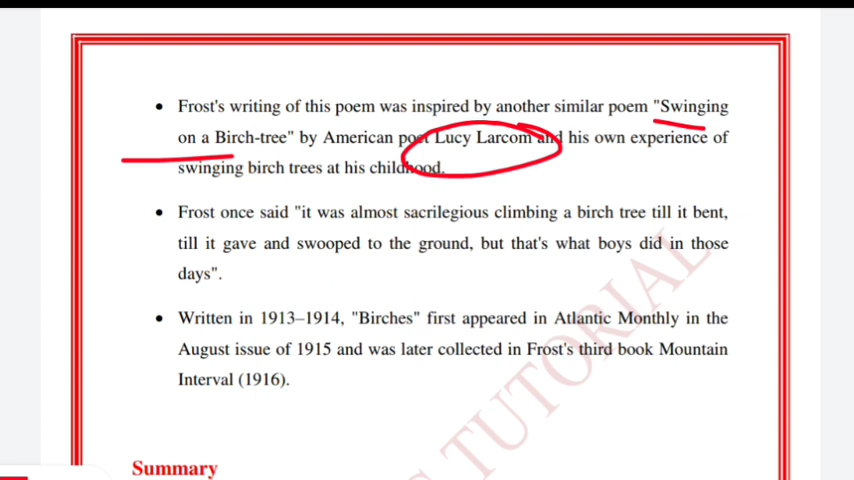 • Frost's writing of this poem was inspired by another similar poem "Swinging
on a Birch-tree" by American poet Lucy Larcom and his own experience of
swinging birch trees at his childhood.
• Frost once said "it was almost sacrilegious climbing a birch tree till it bent,
till it gave and swooped to the ground, but that's what boys did in those
days".
• Written in 1913–1914, "Birches" first appeared in Atlantic Monthly in the
August issue of 1915 and was later collected in Frost's third book Mountain
Interval (1916).
TUTORIAL
Summary